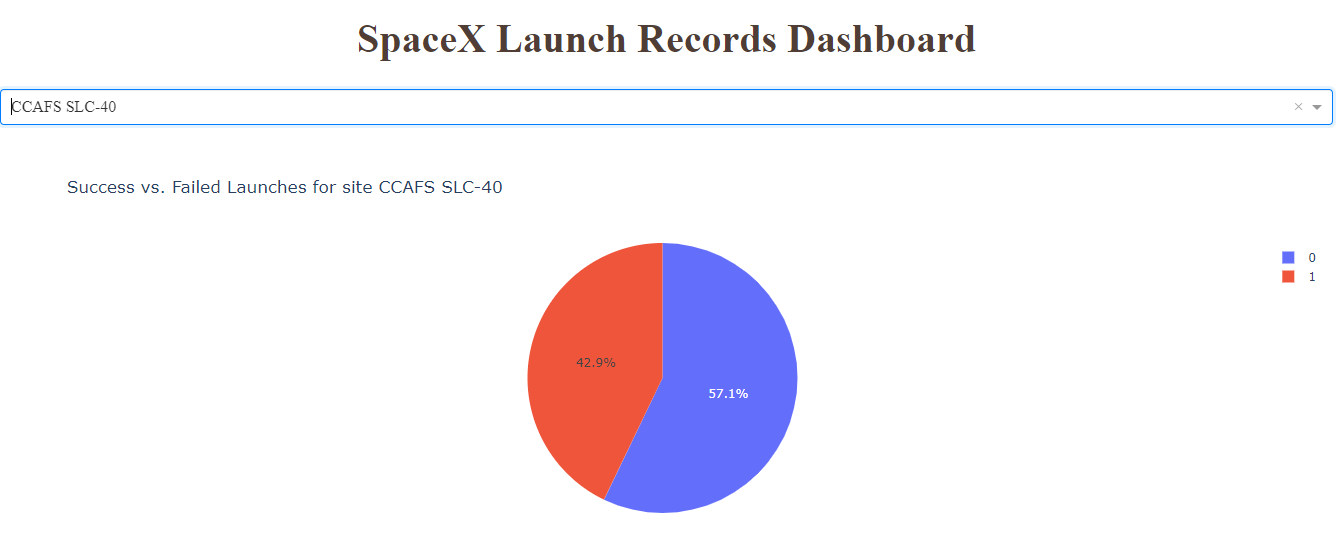 SpaceX Launch Records Dashboard
CCAFS SLC-40
Success vs. Failed Launches for site CCAFS SLC-40
0
1
42.9%
57.1%